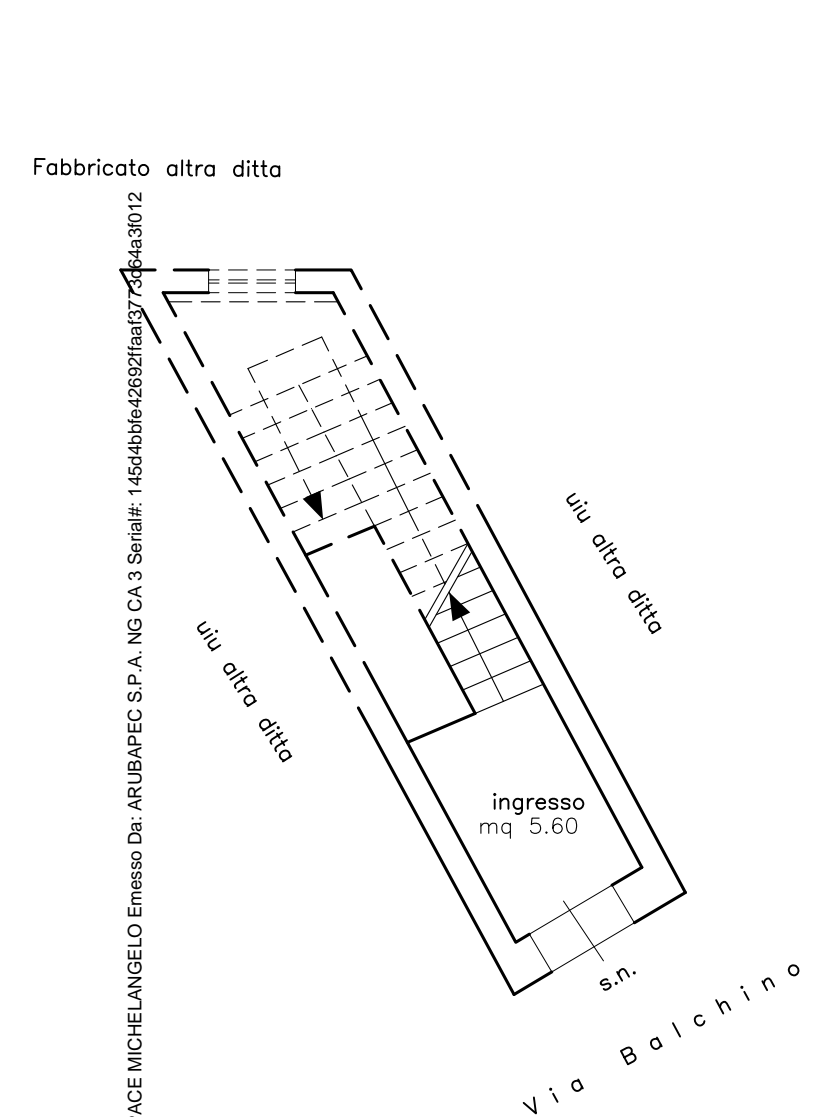 Fabbricato altra ditta
ACE MICHELANGELO Emesso Da: ARUBAPEC S.P.A. NG CA 3 Serial#: 145d4bbfe42692ffaaf3773d64a3f012
uiu altra ditta
uiu altra ditta
ingresso
mq 5.60
s.n.
Via Balchino